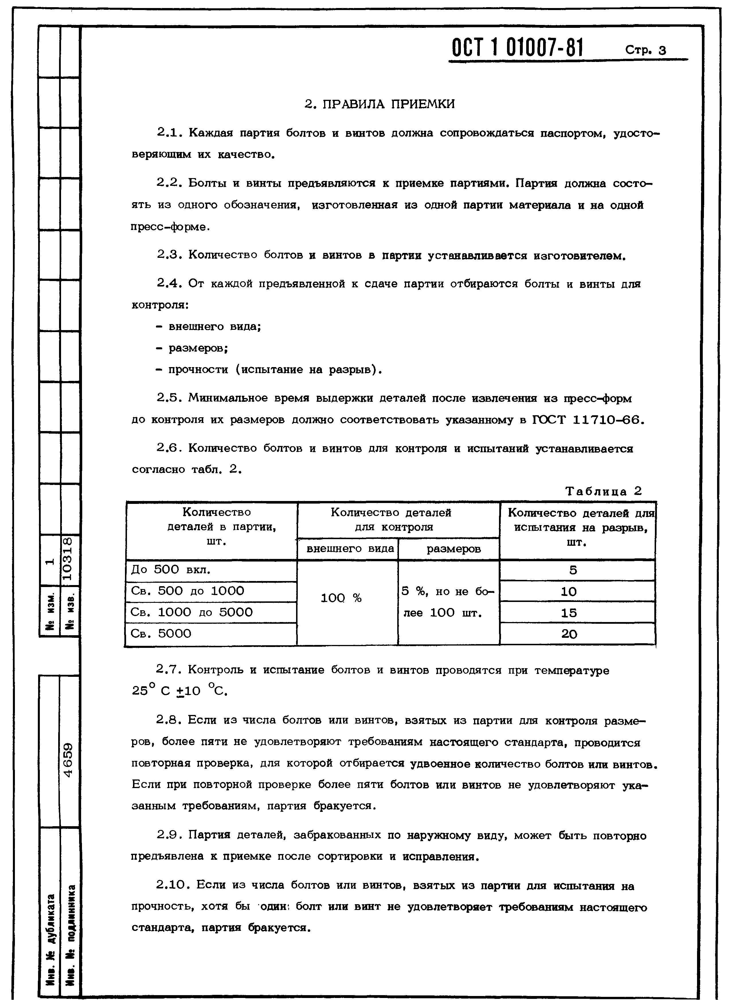 ОСТ 1 01007-81 Стр. 3
2. ПРАВИЛА ПРИЕМКИ
2.1. Каждая партия болтов и винтов должна сопровождаться паспортом, удосто-
веряющим их качество.
2.2. Болты и винты предъявляются к приемке партиями. Партия должна состо-
ять из одного обозначения, изготовленная из одной партии материала и на одной
пресс-форме.
2.3. Количество болтов и винтов в партии устанавливается изготовителем.
2.4. От каждой предъявленной к сдаче партии отбираются болты и винты для
контроля:
- внешнего вида;
- размеров;
- прочности (испытание на разрыв).
2.5. Минимальное время выдержки деталей после извлечения из пресс-форм
до контроля их размеров должно соответствовать указанному в ГОСТ 11710-66.
2.6. Количество болтов и винтов для контроля и испытаний устанавливается
согласно табл. 2.
Таблица 2
Количество
деталей в партии,
шт.
Количество деталей
для контроля
внешнего вида
размеров
Количество деталей для
испытания на разрыв,
шт.
До 500 вкл.
5
Св. 500 до 1000
10
Св. 1000 до 5000
15
Св. 5000
20
100 %
5 %, но не бо-
лее 100 шт.
2.7. Контроль и испытание болтов и винтов проводятся при температуре
25° С ±10 °С.
2.8. Если из числа болтов или винтов, взятых из партии для контроля разме-
ров, более пяти не удовлетворяют требованиям настоящего стандарта, проводится
повторная проверка, для которой отбирается удвоенное количество болтов или винтов.
Если при повторной проверке более пяти болтов или винтов не удовлетворяют ука-
занным требованиям, партия бракуется.
2.9. Партия деталей, забракованных по наружному виду, может быть повторно
предъявлена к приемке после сортировки и исправления.
2.10. Если из числа болтов или винтов, взятых из партии для испытания на
прочность, хотя бы один болт или винт не удовлетворяет требованиям настоящего
стандарта, партия бракуется.
№ изм. 1
№ изв. 10318
Инв. № дубликата
Инв. № подлинника 4659